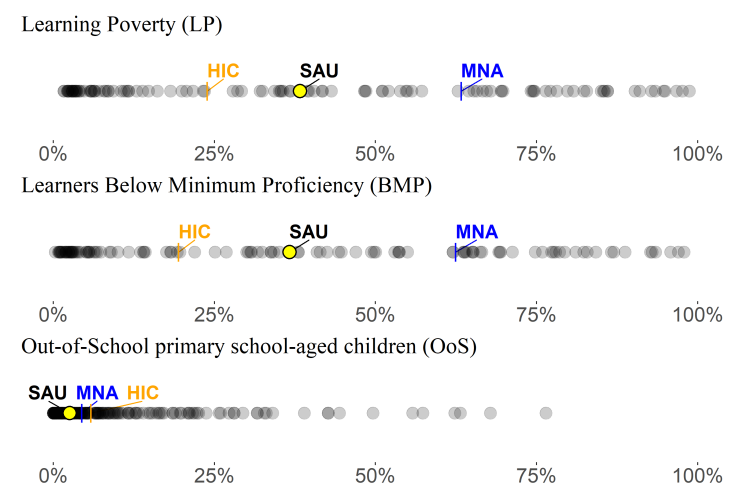 Learning Poverty (LP)
HIC SAU MNA
0% 25% 50% 75% 100%
Learners Below Minimum Proficiency (BMP)
HIC SAU MNA
0% 25% 50% 75% 100%
Out-of-School primary school-aged children (OoS)
SAU MNA HIC
0% 25% 50% 75% 100%